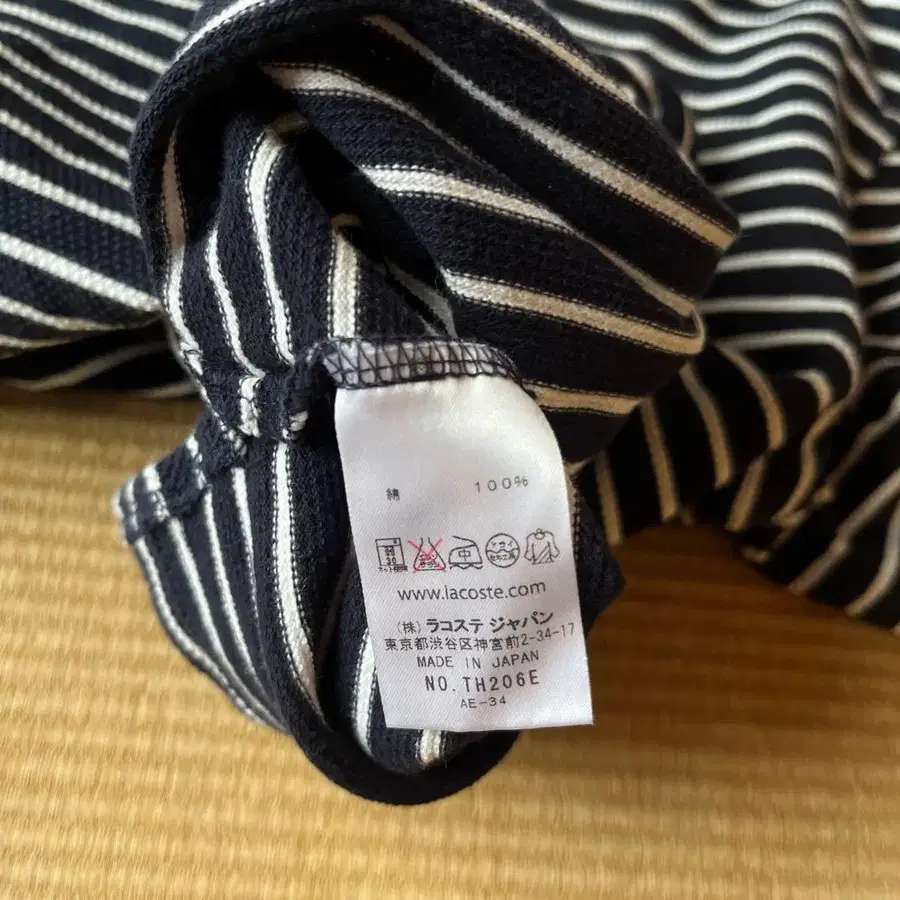 綿 100%
中
www.lacoste.com
(株) ラコステ ジャパン
東京都渋谷区神宮前2-34-17
MADE IN JAPAN
NO. TH206E
AE-34